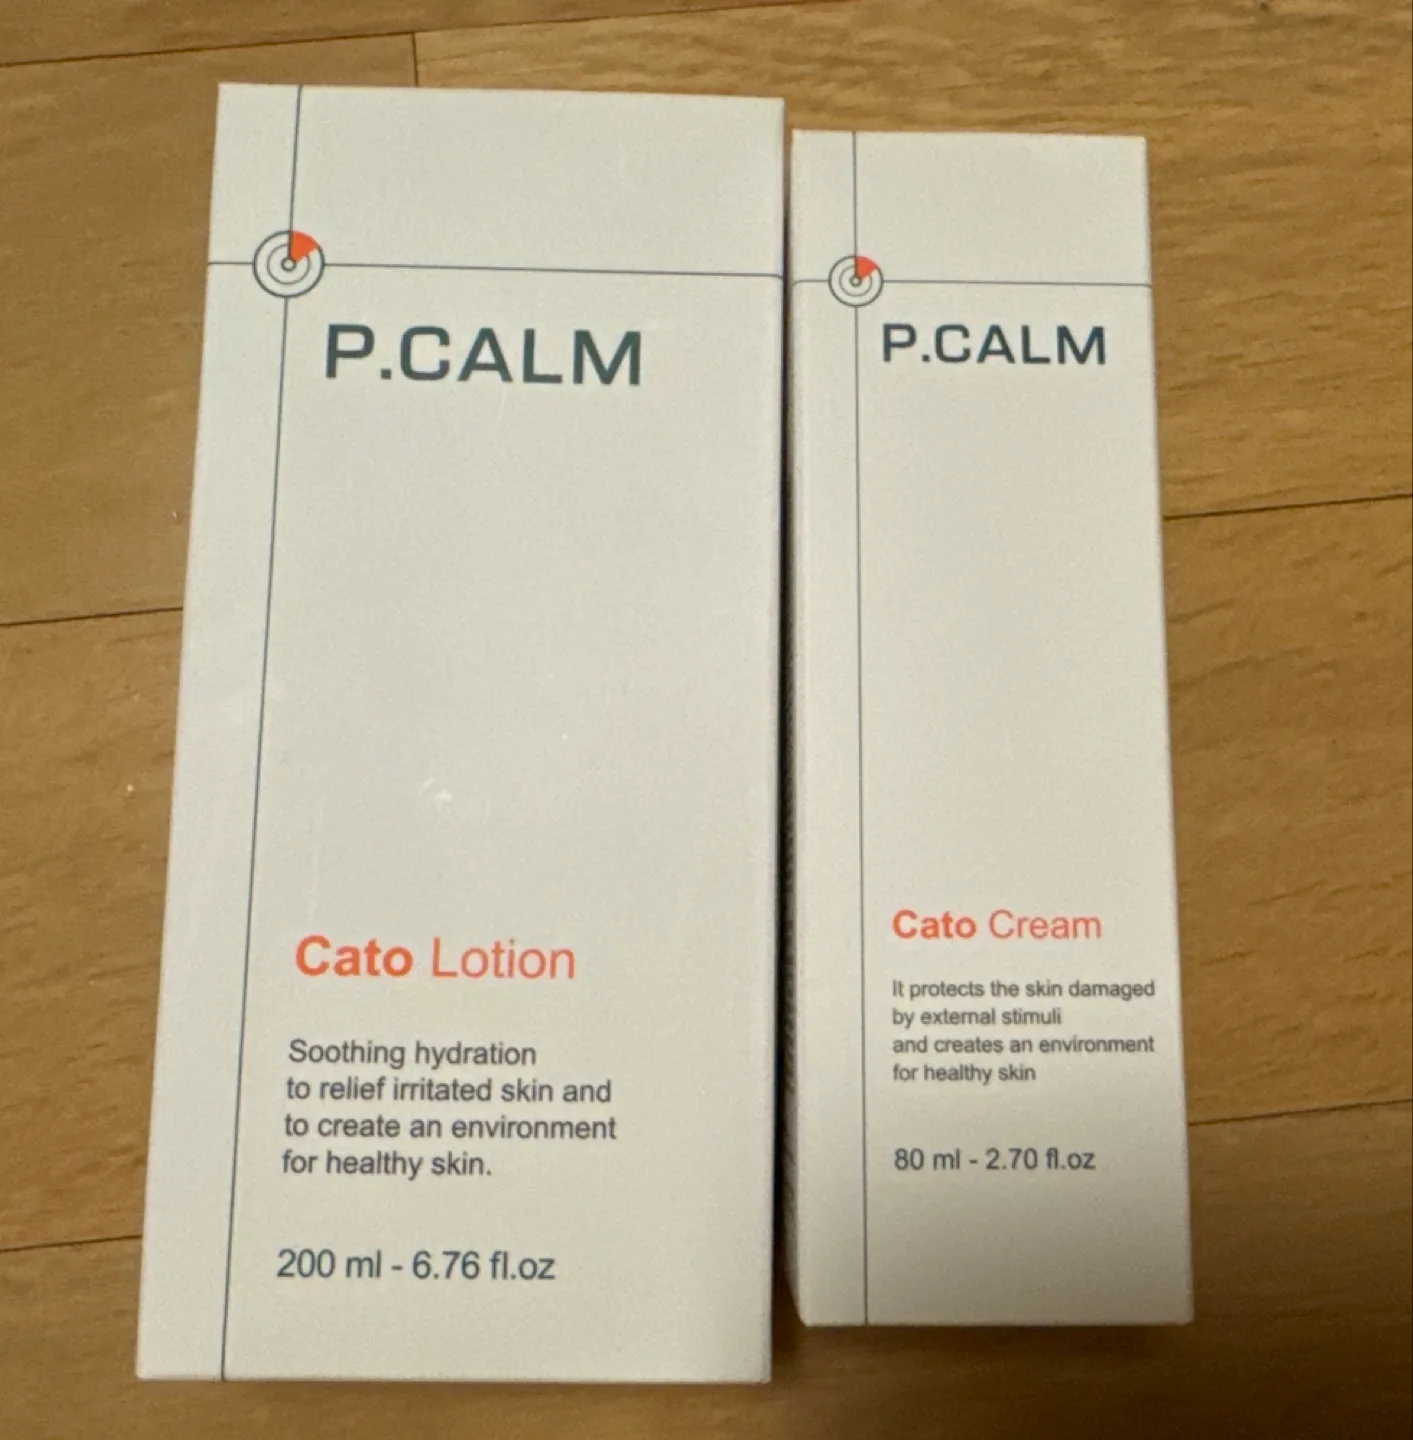 P.CALM
Cato Lotion
Soothing hydration
to relief irritated skin and
to create an environment
for healthy skin.
200 ml - 6.76 fl.oz
P.CALM
Cato Cream
It protects the skin damaged
by external stimuli
and creates an environment
for healthy skin
80 ml - 2.70 fl.oz